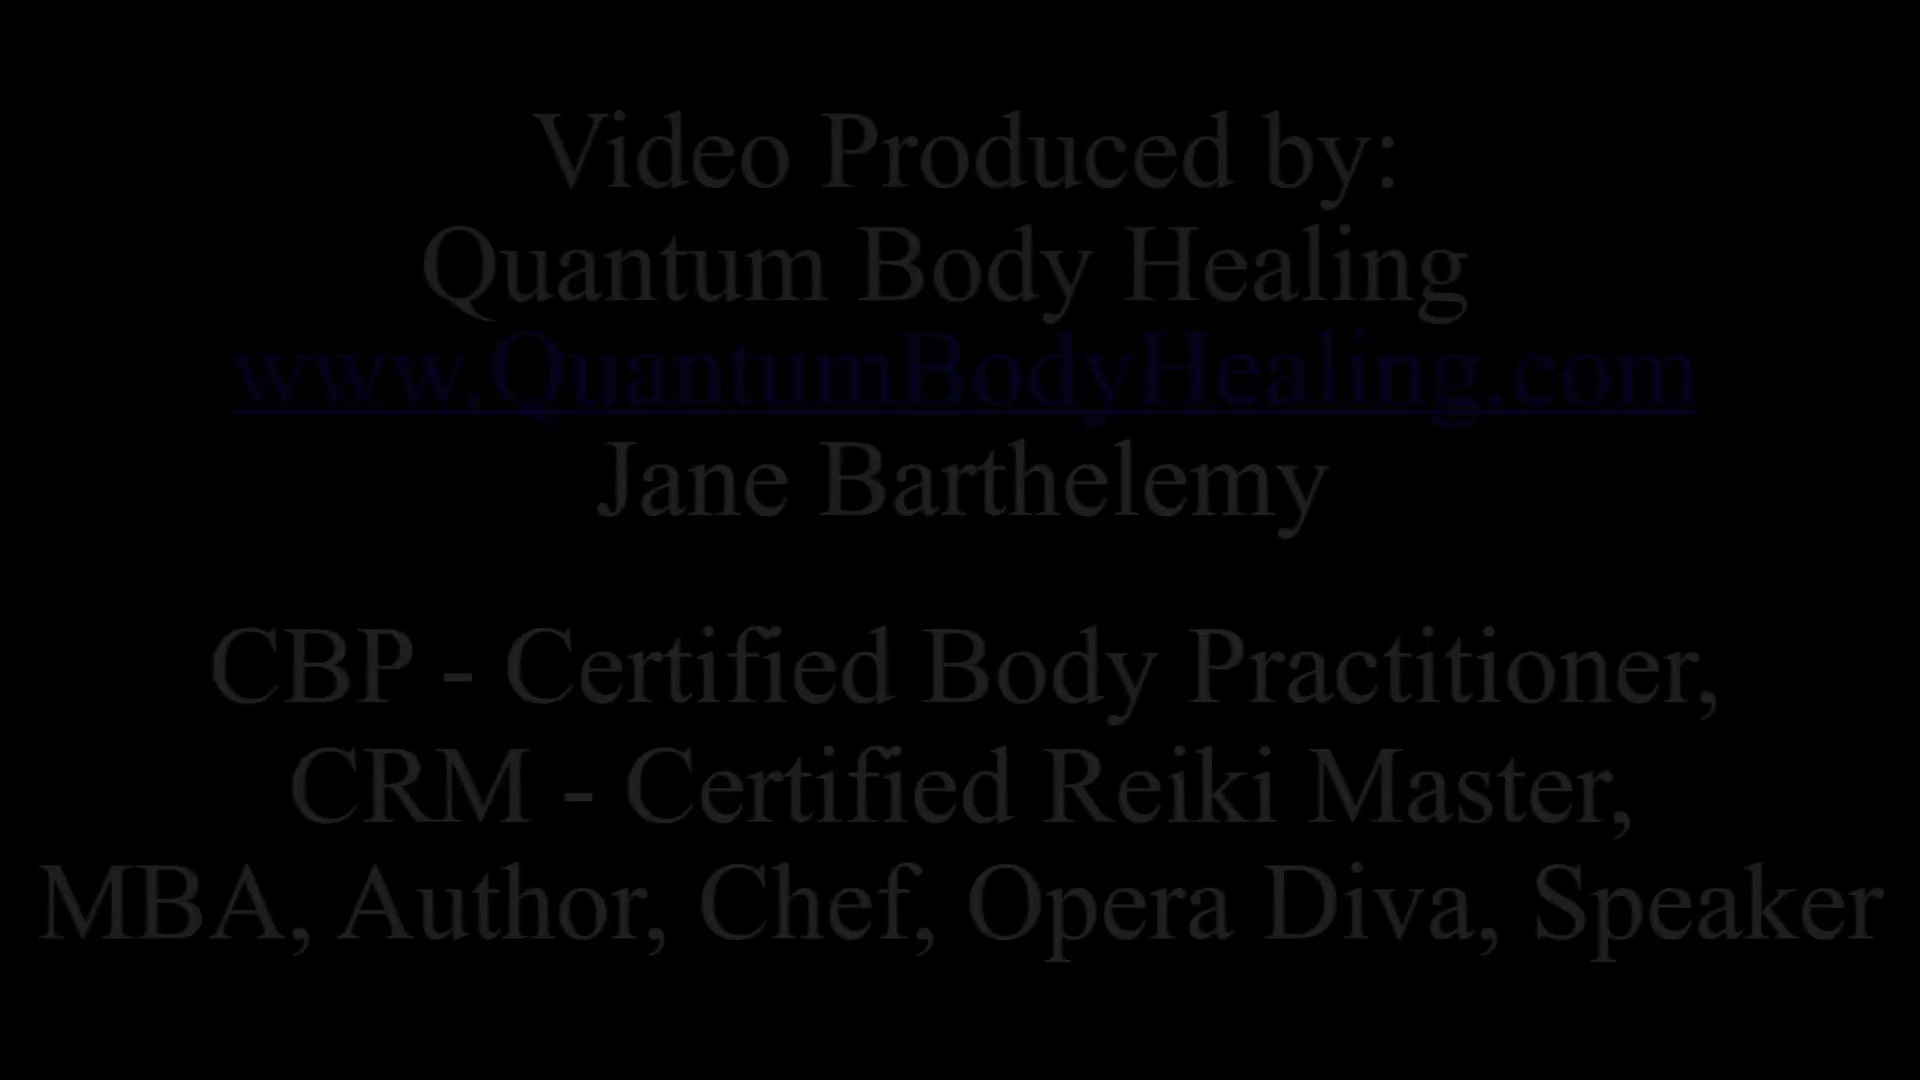 Video Produced by:
Quantum Body Healing
www.QuantumBodyHealing.com
Jane Barthelemy
CBP - Certified Body Practitioner,
CRM - Certified Reiki Master,
MBA, Author, Chef, Opera Diva, Speaker